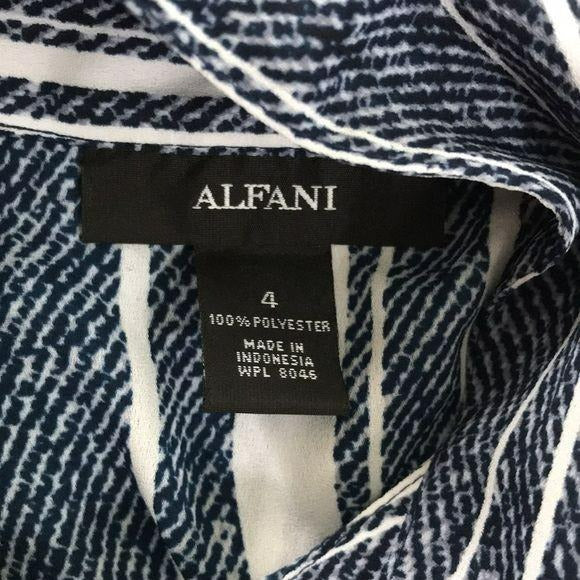 ALFANI
4
100% POLYESTER
MADE IN
INDONESIA
WPL 8046